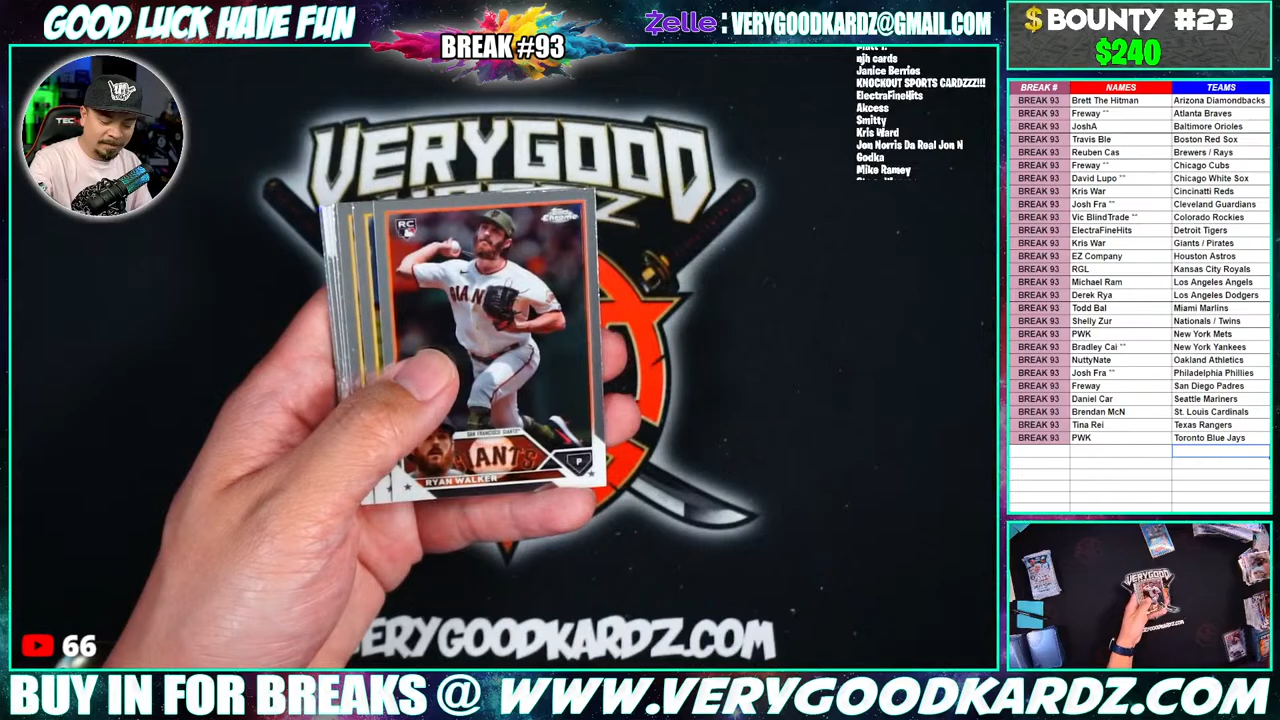 GOOD LUCK HAVE FUN
BREAK #93
Zelle : VERYGOODKARDZ@GMAIL.COM
$ BOUNTY #23
$240
Matt T.
njh cards
Janice Berrios
KNOCKOUT SPORTS CARDZZZ!!!
ElectraFineHits
Akcess
Smitty
Kris Ward
Jon Norris Da Real Jon N
Godka
Mike Ramey
BREAK # NAMES TEAMS
BREAK 93 Brett The Hitman Arizona Diamondbacks
BREAK 93 Freway ** Atlanta Braves
BREAK 93 JoshA Baltimore Orioles
BREAK 93 Travis Ble Boston Red Sox
BREAK 93 Reuben Cas Brewers / Rays
BREAK 93 Freway ** Chicago Cubs
BREAK 93 David Lupo ** Chicago White Sox
BREAK 93 Kris War Cincinatti Reds
BREAK 93 Josh Fra ** Cleveland Guardians
BREAK 93 Vic BlindTrade ** Colorado Rockies
BREAK 93 ElectraFineHits Detroit Tigers
BREAK 93 Kris War Giants / Pirates
BREAK 93 EZ Company Houston Astros
BREAK 93 RGL Kansas City Royals
BREAK 93 Michael Ram Los Angeles Angels
BREAK 93 Derek Rya Los Angeles Dodgers
BREAK 93 Todd Bal Miami Marlins
BREAK 93 Shelly Zur Nationals / Twins
BREAK 93 PWK New York Mets
BREAK 93 Bradley Cai ** New York Yankees
BREAK 93 NuttyNate Oakland Athletics
BREAK 93 Josh Fra ** Philadelphia Phillies
BREAK 93 Freway San Diego Padres
BREAK 93 Daniel Car Seattle Mariners
BREAK 93 Brendan McN St. Louis Cardinals
BREAK 93 Tina Rei Texas Rangers
BREAK 93 PWK Toronto Blue Jays
VERYGOOD
RC
Topps Chrome
GIANTS
SAN FRANCISCO GIANTS
GIANTS
P
RYAN WALKER
VERYGOODKARDZ.COM
66
VERYGOOD
BUY IN FOR BREAKS @ WWW.VERYGOODKARDZ.COM